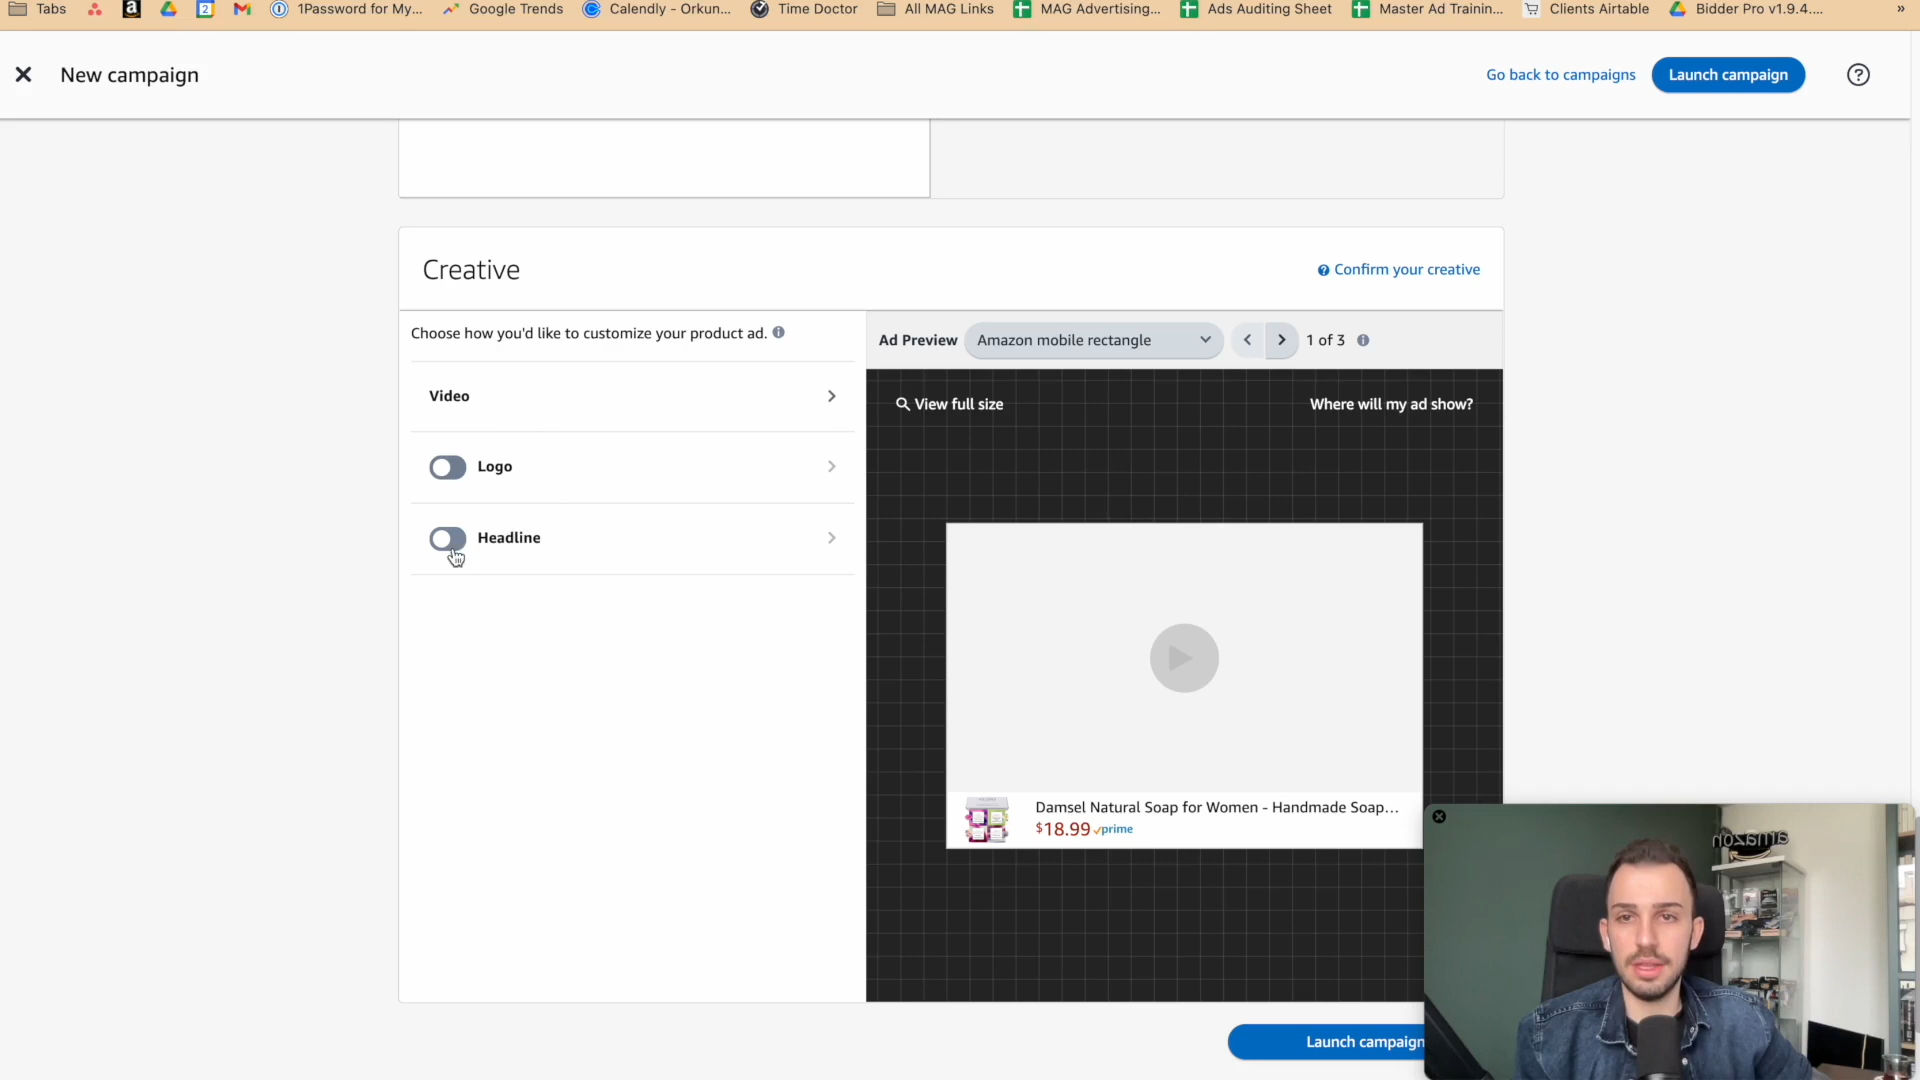 Tabs
a
2
1Password for My...
Google Trends
Calendly - Orkun...
Time Doctor
All MAG Links
MAG Advertising...
Ads Auditing Sheet
Master Ad Trainin...
Clients Airtable
Bidder Pro v1.9.4....
»
New campaign
Go back to campaigns
Launch campaign
Creative
Confirm your creative
Choose how you'd like to customize your product ad.
Ad Preview
Amazon mobile rectangle
1 of 3
Video
View full size
Where will my ad show?
Logo
Headline
Damsel Natural Soap for Women - Handmade Soap...
$18.99 prime
amazon
Launch campaign